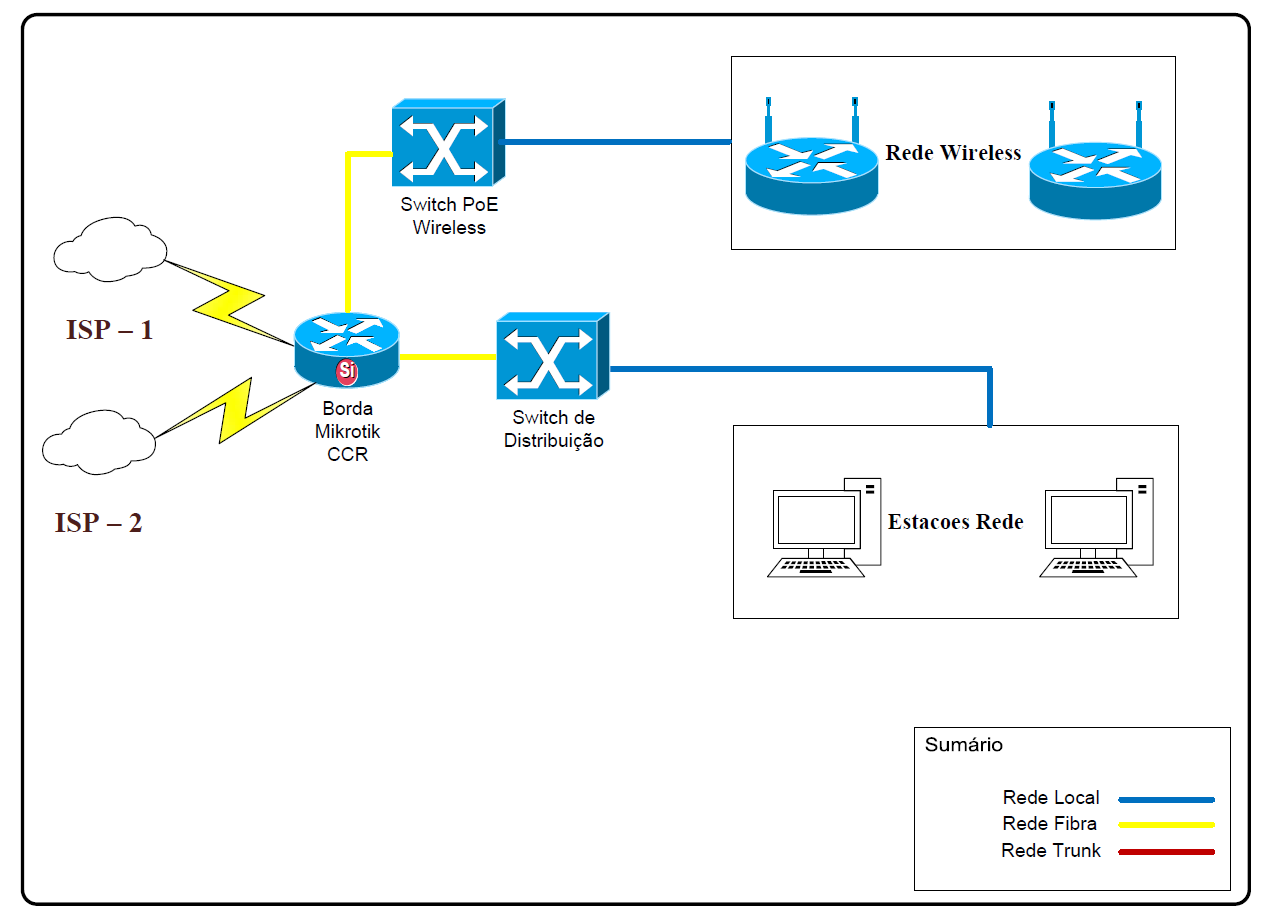 Rede Wireless
Switch PoE
Wireless
ISP – 1
Si
Borda
Mikrotik
CCR
Switch de
Distribuição
ISP – 2
Estacoes Rede
Sumário
Rede Local
Rede Fibra
Rede Trunk